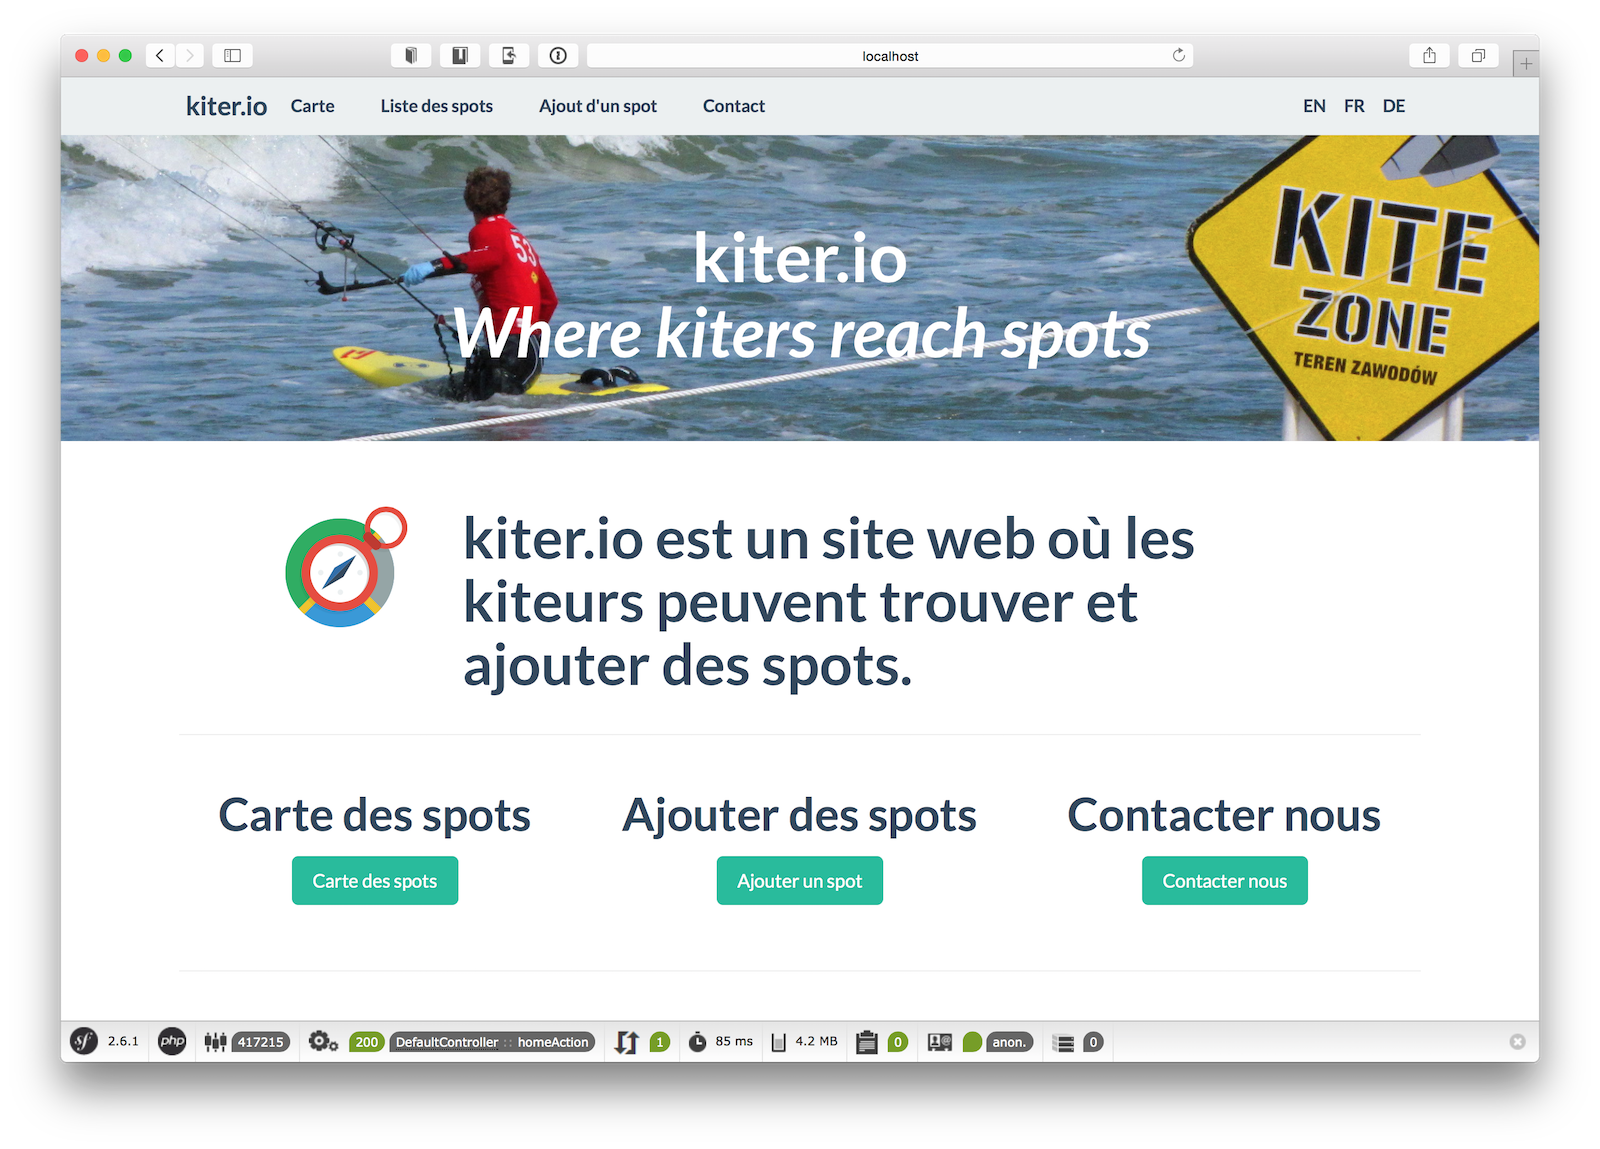 localhost
kiter.io Carte Liste des spots Ajout d'un spot Contact EN FR DE
53
KITE
ZONE
TEREN ZAWODÓW
kiter.io
Where kiters reach spots
kiter.io est un site web où les
kiteurs peuvent trouver et
ajouter des spots.
Carte des spots
Carte des spots
Ajouter des spots
Ajouter un spot
Contacter nous
Contacter nous
sf 2.6.1 php 417215 200 DefaultController :: homeAction 1 85 ms 4.2 MB 0 anon. 0